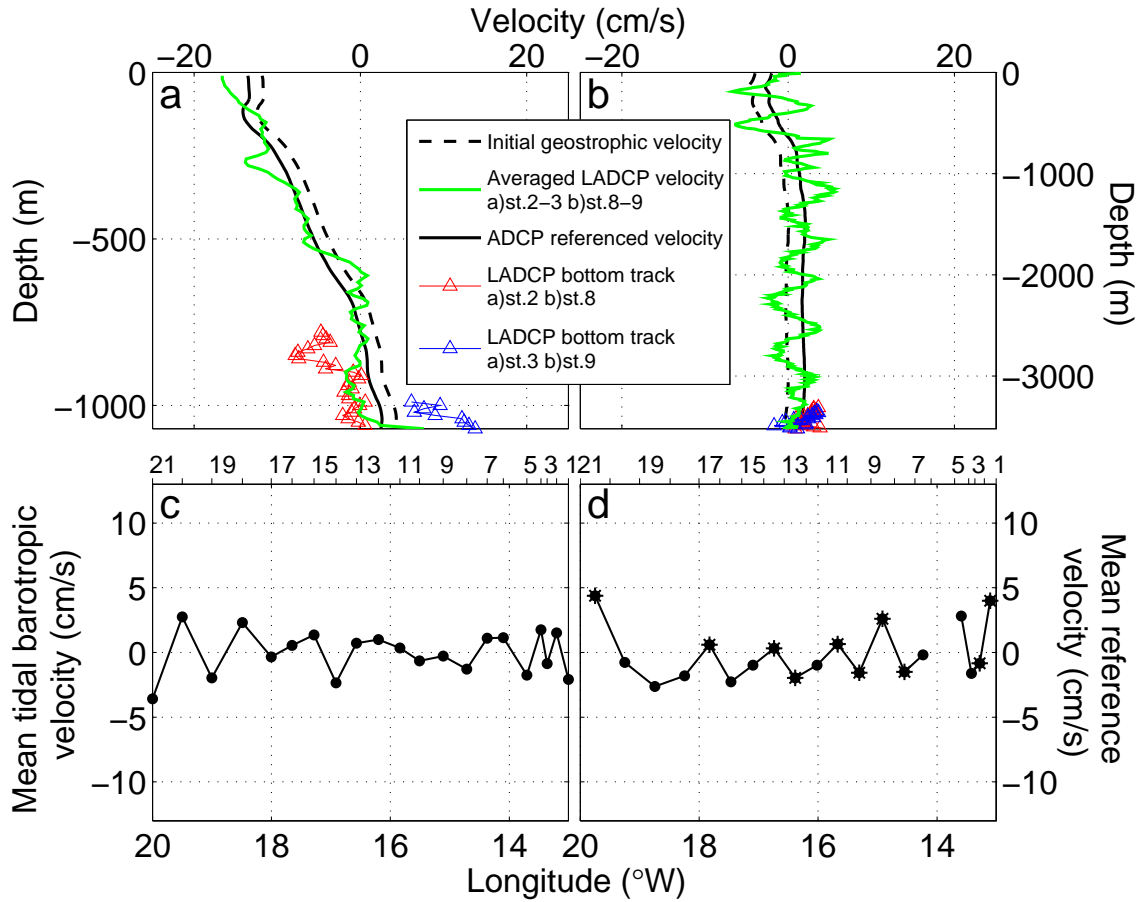 Velocity (cm/s)
−20 0 20 −20 0 20
a
b
0
−500
−1000
Depth (m)
0
−1000
−2000
−3000
Depth (m)
Initial geostrophic velocity
Averaged LADCP velocity
a)st.2−3 b)st.8−9
ADCP referenced velocity
LADCP bottom track
a)st.2 b)st.8
LADCP bottom track
a)st.3 b)st.9
21 19 17 15 13 11 9 7 5 3 1
21 19 17 15 13 11 9 7 5 3 1
c
d
10
5
0
−5
−10
Mean tidal barotropic
velocity (cm/s)
10
5
0
−5
−10
Mean reference
velocity (cm/s)
20 18 16 14 12
20 18 16 14
Longitude (°W)